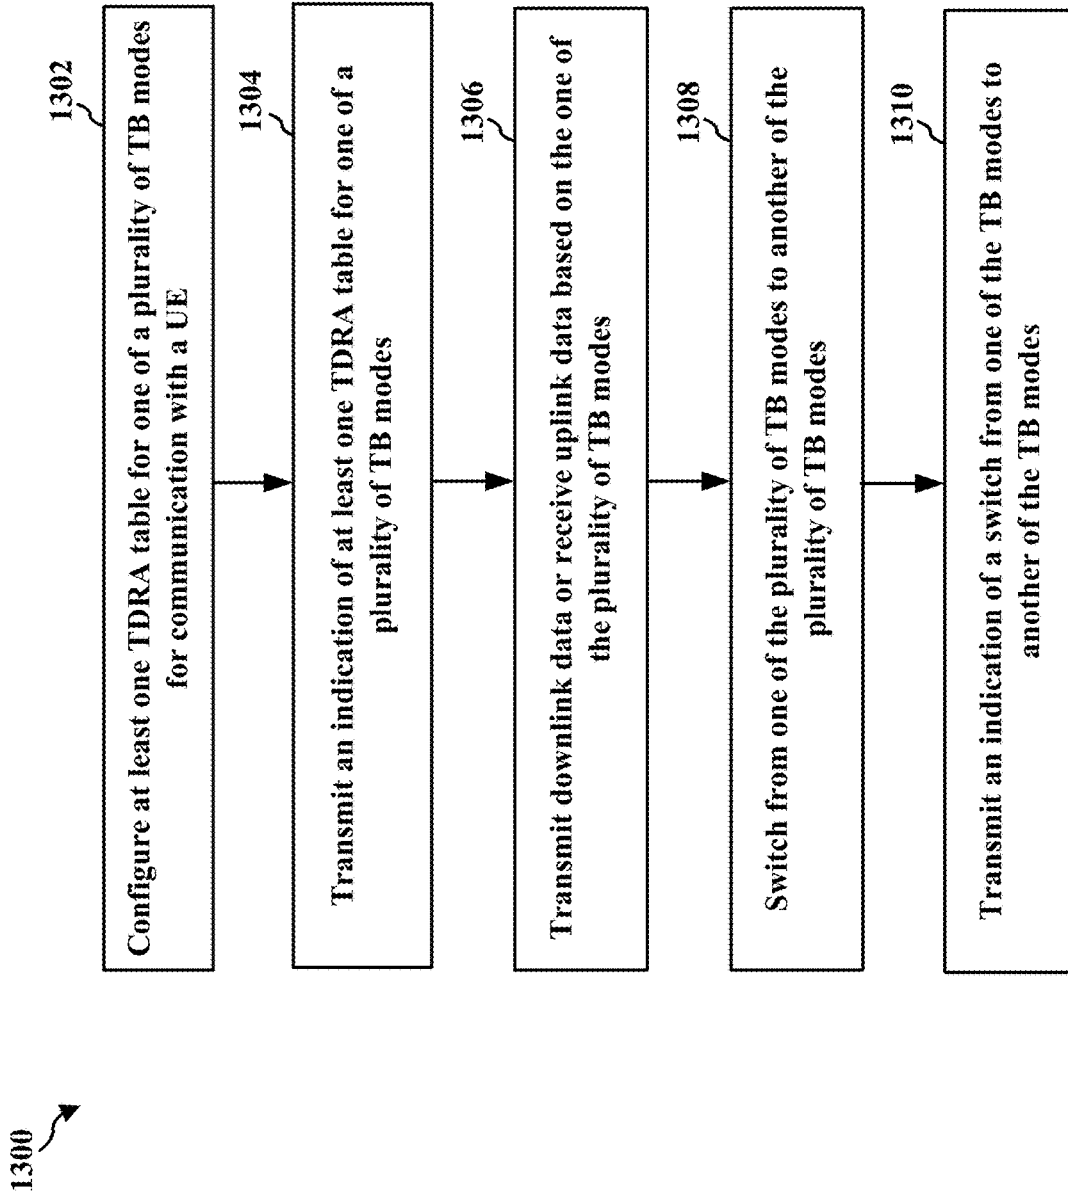 1300
1302
Configure at least one TDRA table for one of a plurality of TB modes
for communication with a UE
1304
Transmit an indication of at least one TDRA table for one of a
plurality of TB modes
1306
Transmit downlink data or receive uplink data based on the one of
the plurality of TB modes
1308
Switch from one of the plurality of TB modes to another of the
plurality of TB modes
1310
Transmit an indication of a switch from one of the TB modes to
another of the TB modes